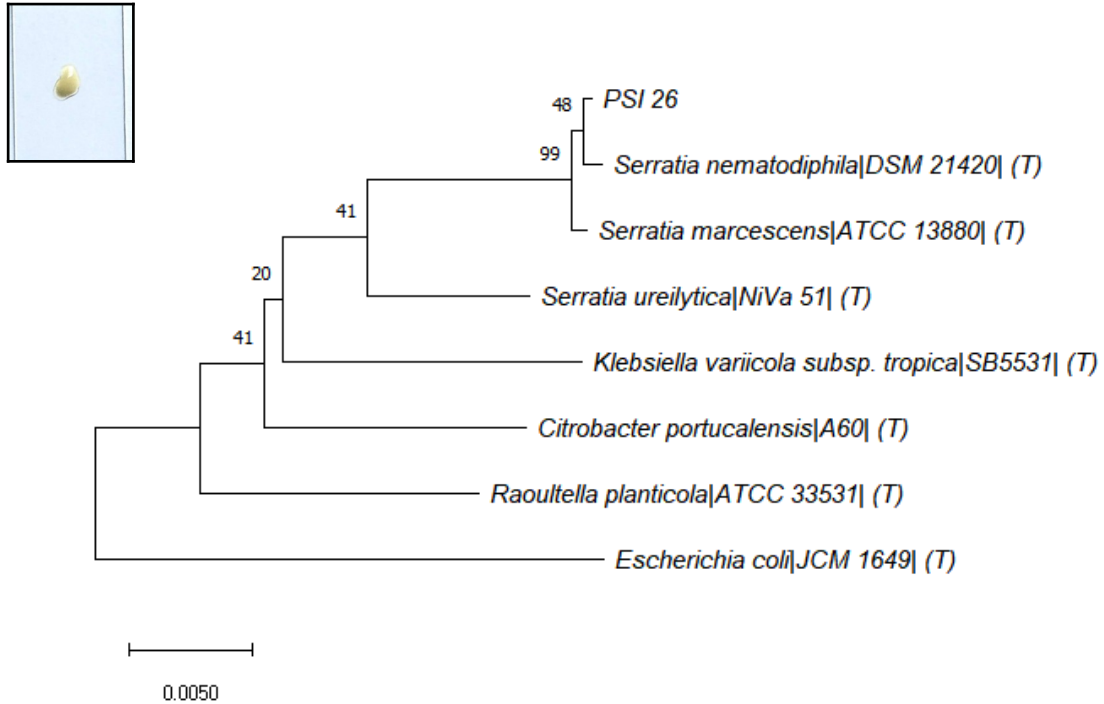 48
PSI 26
99
Serratia nematodiphila|DSM 21420| (T)
41
Serratia marcescens|ATCC 13880| (T)
20
Serratia ureilytica|NiVa 51| (T)
41
Klebsiella variicola subsp. tropica|SB5531| (T)
Citrobacter portucalensis|A60| (T)
Raoultella planticola|ATCC 33531| (T)
Escherichia coli|JCM 1649| (T)
0.0050